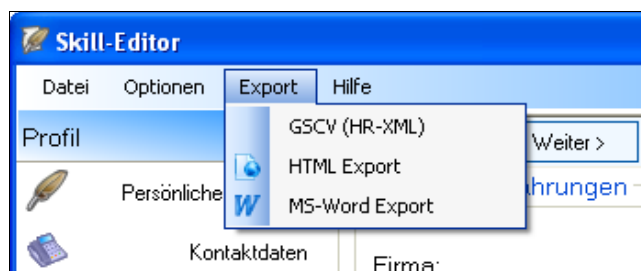 Skill-Editor
Datei Optionen Export Hilfe
Profil
GSCV (HR-XML)
Weiter >
HTML Export
Persönliche
MS-Word Export
Kontaktdaten
Firma: